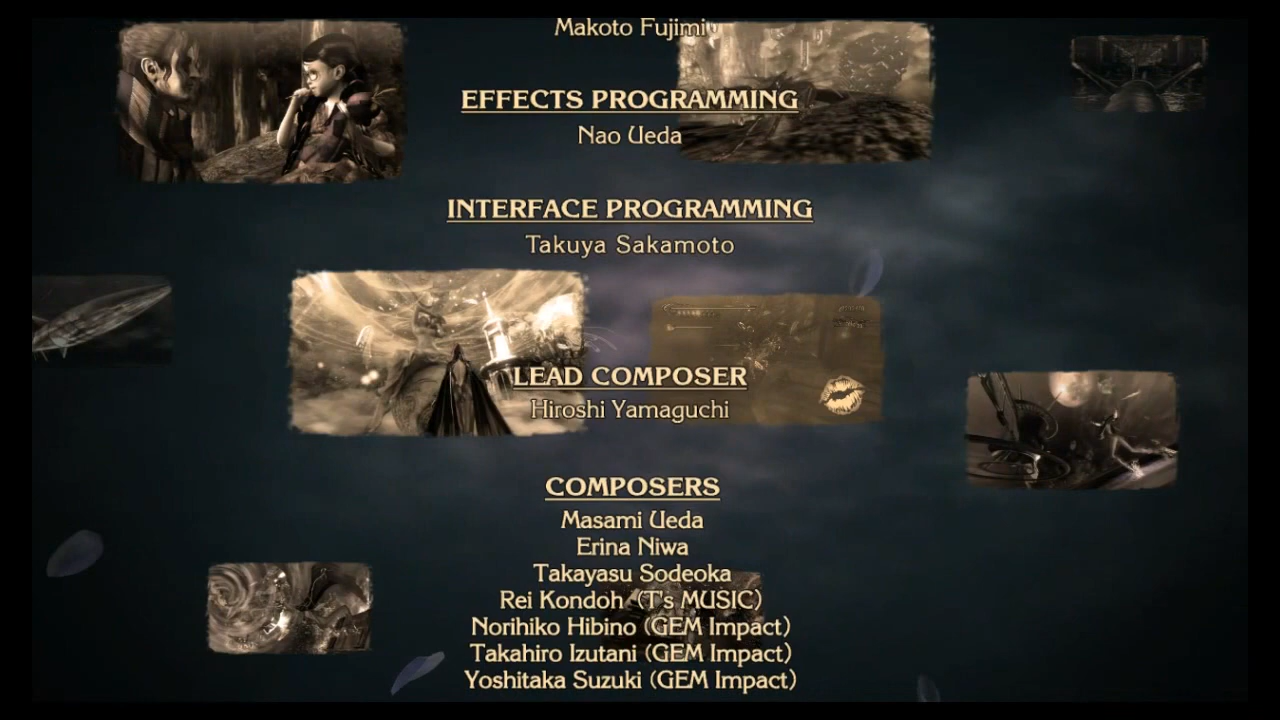 Makoto Fujimi
EFFECTS PROGRAMMING
Nao Ueda
INTERFACE PROGRAMMING
Takuya Sakamoto
LEAD COMPOSER
Hiroshi Yamaguchi
COMPOSERS
Masami Ueda
Erina Niwa
Takayasu Sodeoka
Rei Kondoh (T's MUSIC)
Norihiko Hibino (GEM Impact)
Takahiro Izutani (GEM Impact)
Yoshitaka Suzuki (GEM Impact)